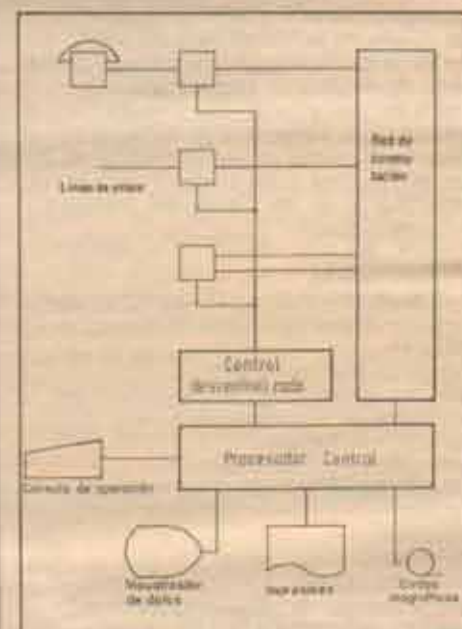 Red de
conmu
tación
Líneas de enlace
Control
descentralizado
Procesador Central
Consola de operación
Visualizador
de datos
Impresora
Cintas
magnéticas